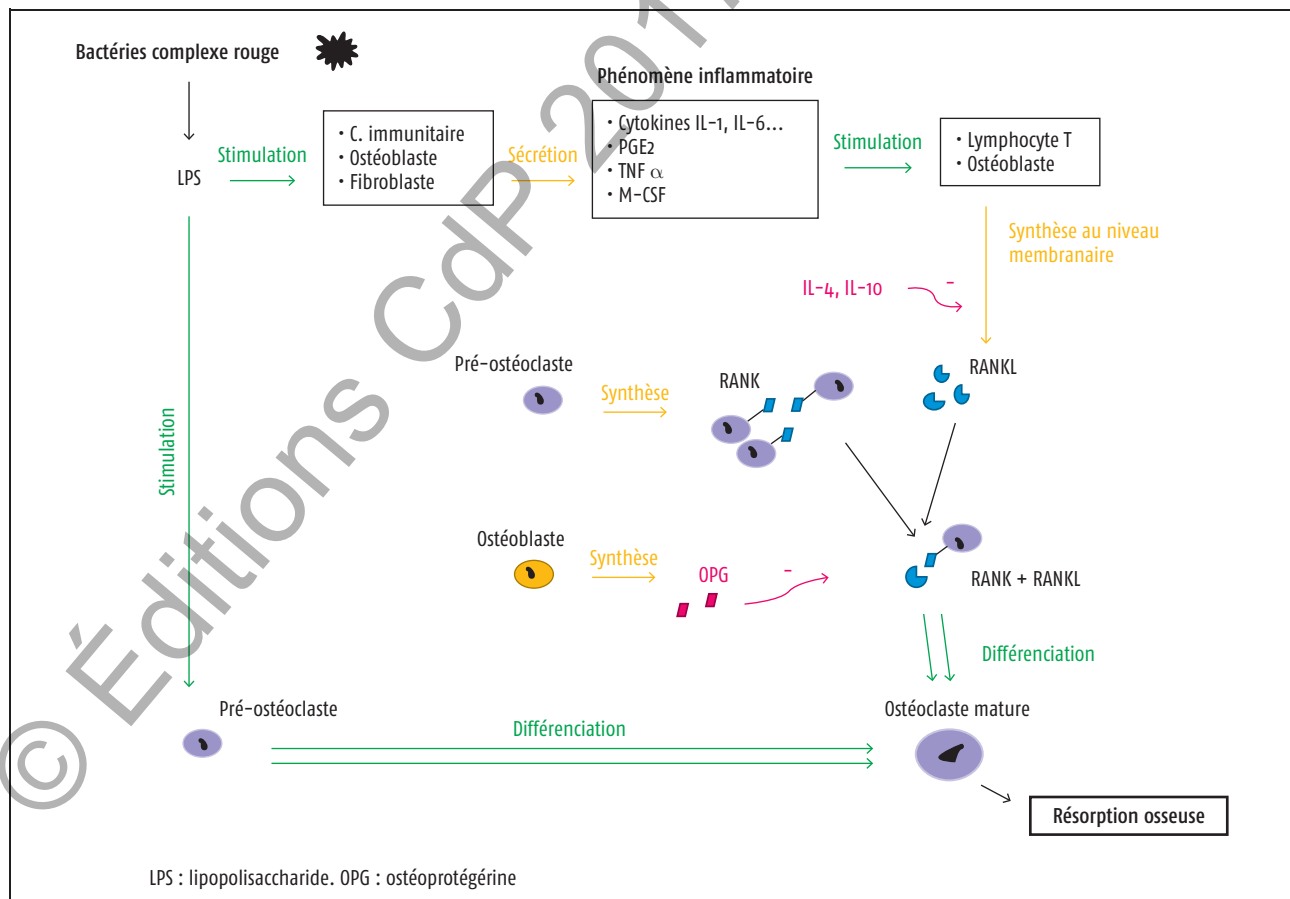 Bactéries complexe rouge
Phénomène inflammatoire
LPS
Stimulation
• C. immunitaire
• Ostéoblaste
• Fibroblaste
Sécrétion
• Cytokines IL-1, IL-6...
• PGE2
• TNF α
• M-CSF
Stimulation
• Lymphocyte T
• Ostéoblaste
Synthèse au niveau
membranaire
IL-4, IL-10
-
Pré-ostéoclaste
Synthèse
RANK
RANKL
Stimulation
Ostéoblaste
Synthèse
OPG
-
RANK + RANKL
Différenciation
Pré-ostéoclaste
Différenciation
Ostéoclaste mature
Résorption osseuse
LPS : lipopolisaccharide. OPG : ostéoprotégérine
© Éditions CdP